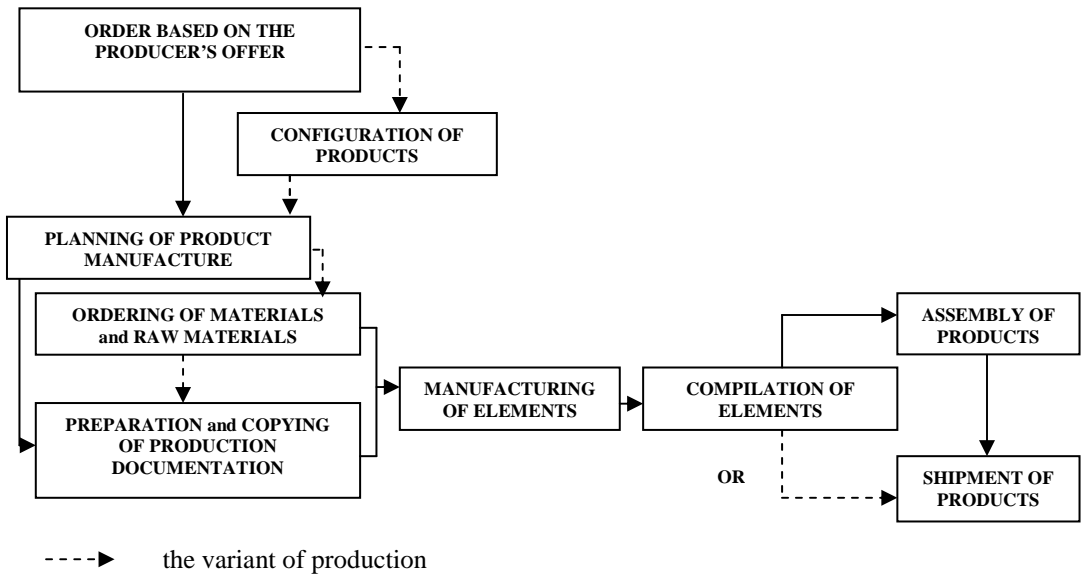 ORDER BASED ON THE
PRODUCER’S OFFER
CONFIGURATION OF
PRODUCTS
PLANNING OF PRODUCT
MANUFACTURE
ORDERING OF MATERIALS
and RAW MATERIALS
PREPARATION and COPYING
OF PRODUCTION
DOCUMENTATION
MANUFACTURING
OF ELEMENTS
COMPILATION OF
ELEMENTS
ASSEMBLY OF
PRODUCTS
OR
SHIPMENT OF
PRODUCTS
the variant of production